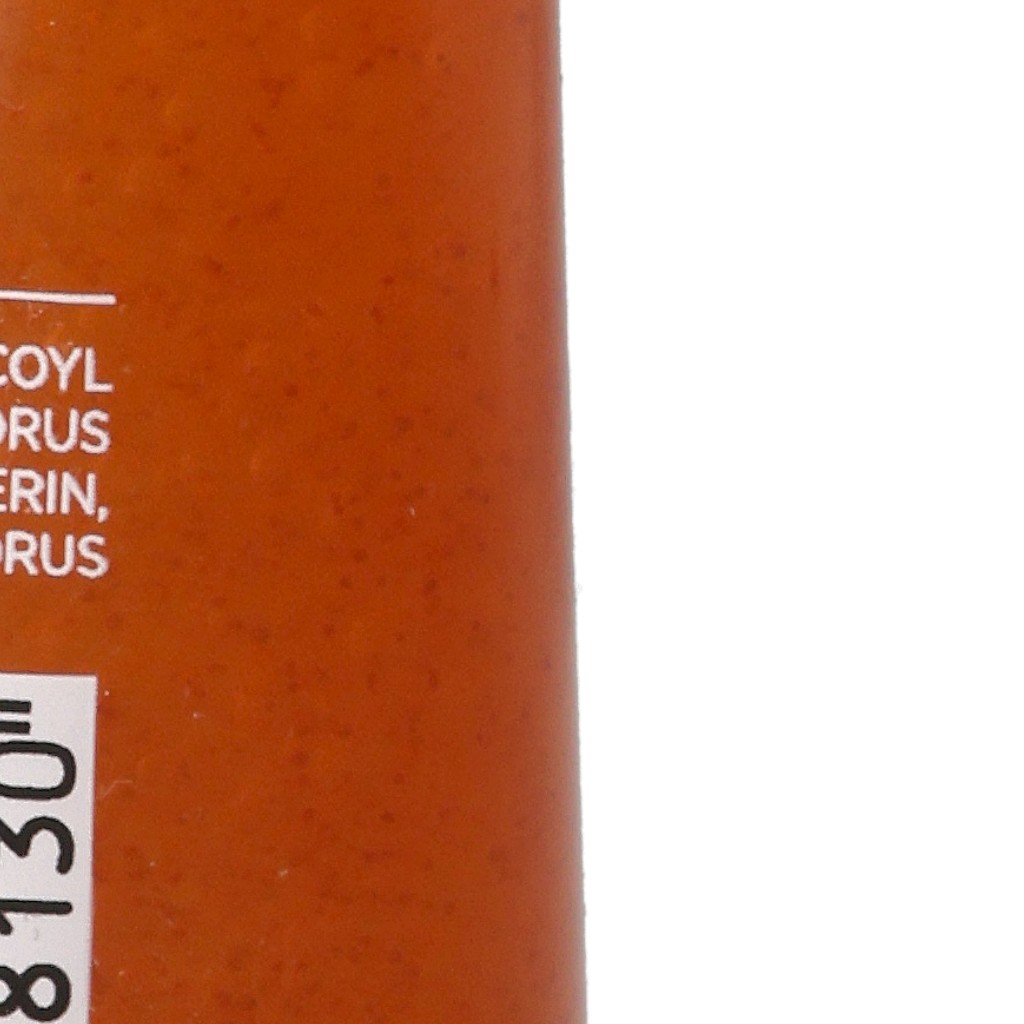 COYL
ORUS
ERIN,
ORUS
8130"